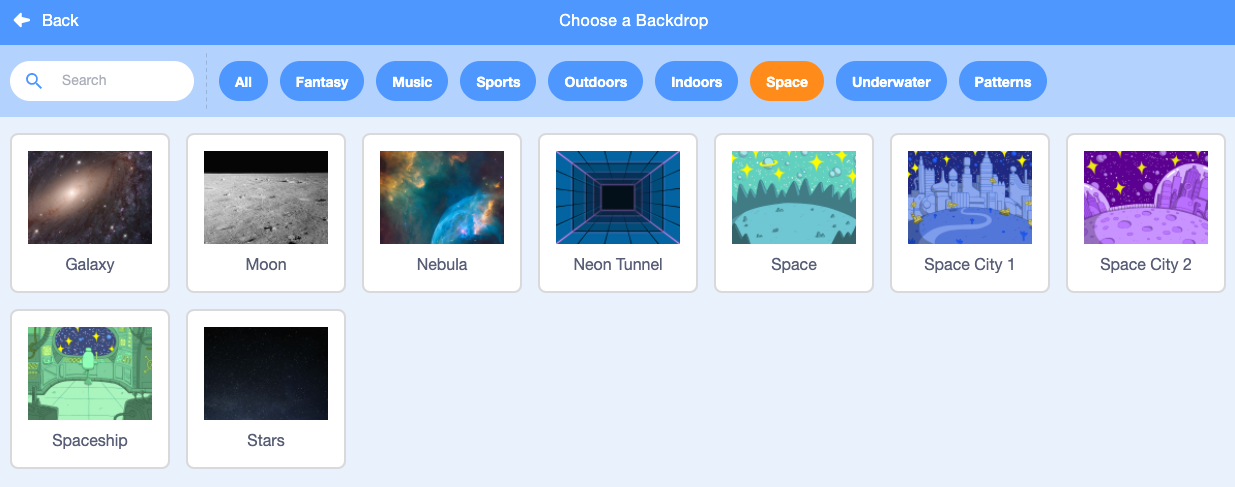 Back
Choose a Backdrop
Search
All
Fantasy
Music
Sports
Outdoors
Indoors
Space
Underwater
Patterns
Galaxy
Moon
Nebula
Neon Tunnel
Space
Space City 1
Space City 2
Spaceship
Stars